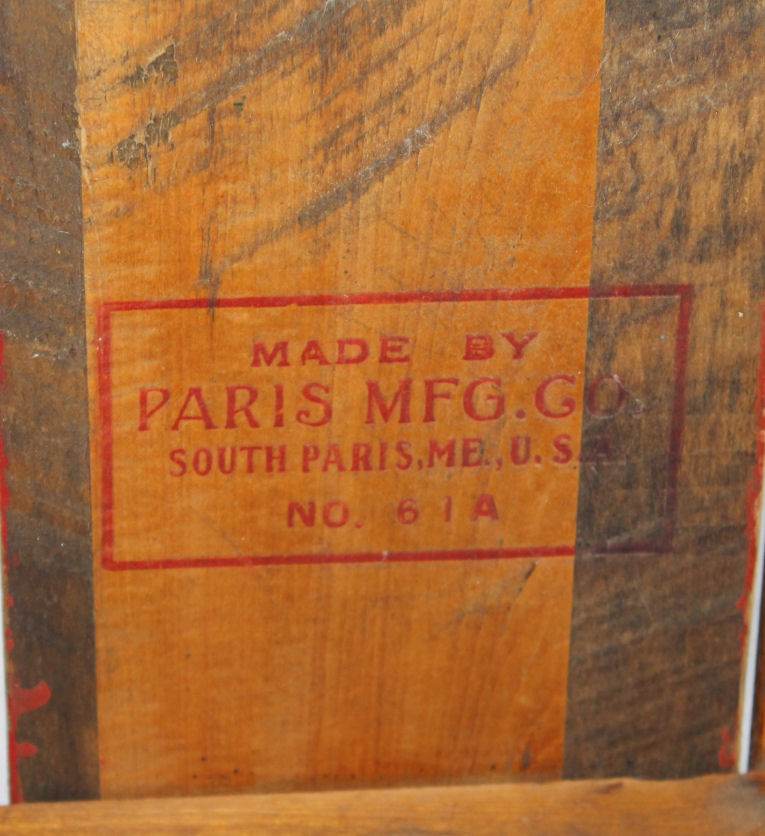 MADE BY
PARIS MFG. CO.
SOUTH PARIS, ME., U.S.A.
NO. 61A